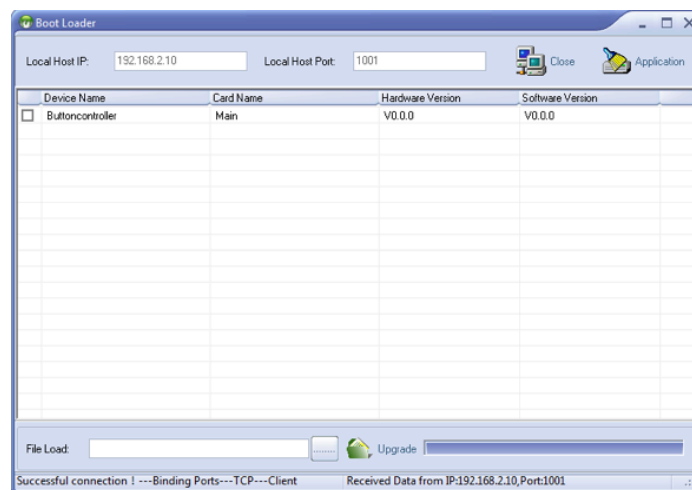 Boot Loader
Local Host IP: 192.168.2.10 Local Host Port: 1001 Close Application
Device Name Card Name Hardware Version Software Version
Buttoncontroller Main V0.0.0 V0.0.0
File Load: ........ Upgrade
Successful connection ! ---Binding Ports---TCP---Client Received Data from IP:192.168.2.10,Port:1001